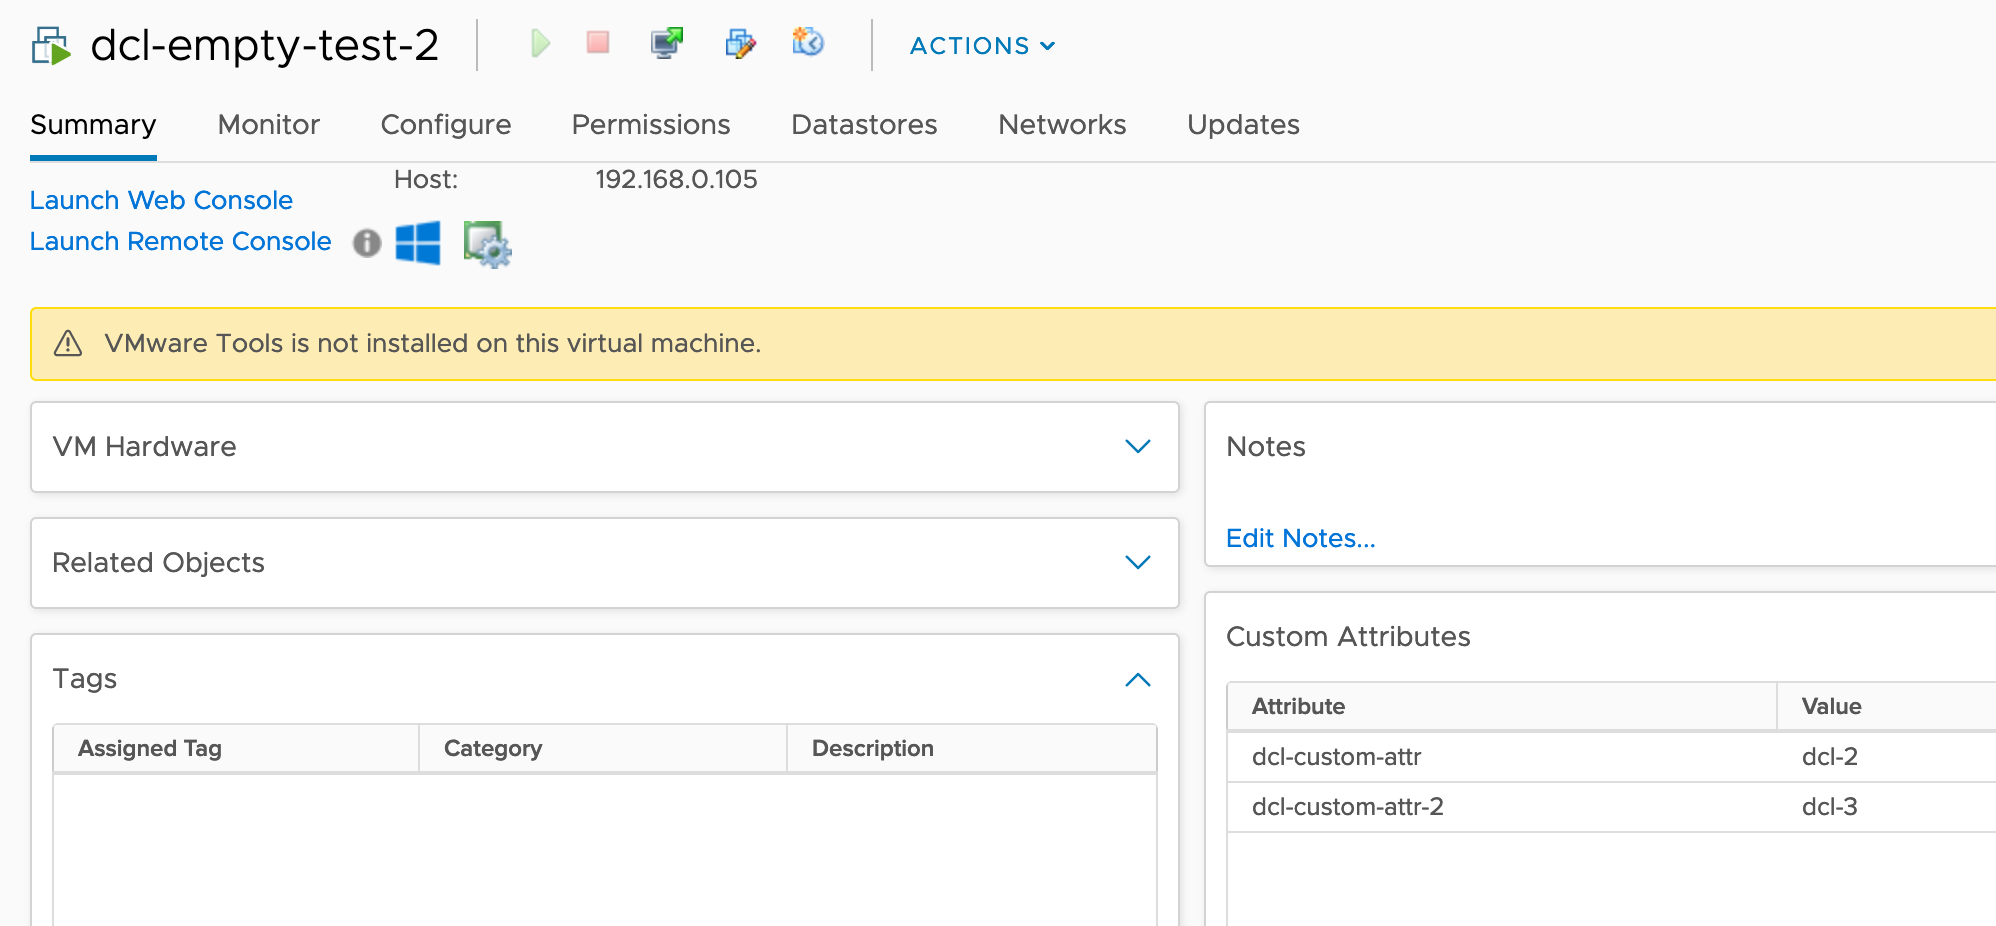 dcl-empty-test-2
ACTIONS
Summary Monitor Configure Permissions Datastores Networks Updates
Host: 192.168.0.105
Launch Web Console
Launch Remote Console
VMware Tools is not installed on this virtual machine.
VM Hardware
Related Objects
Tags
Assigned Tag Category Description
Notes
Edit Notes...
Custom Attributes
Attribute Value
dcl-custom-attr dcl-2
dcl-custom-attr-2 dcl-3